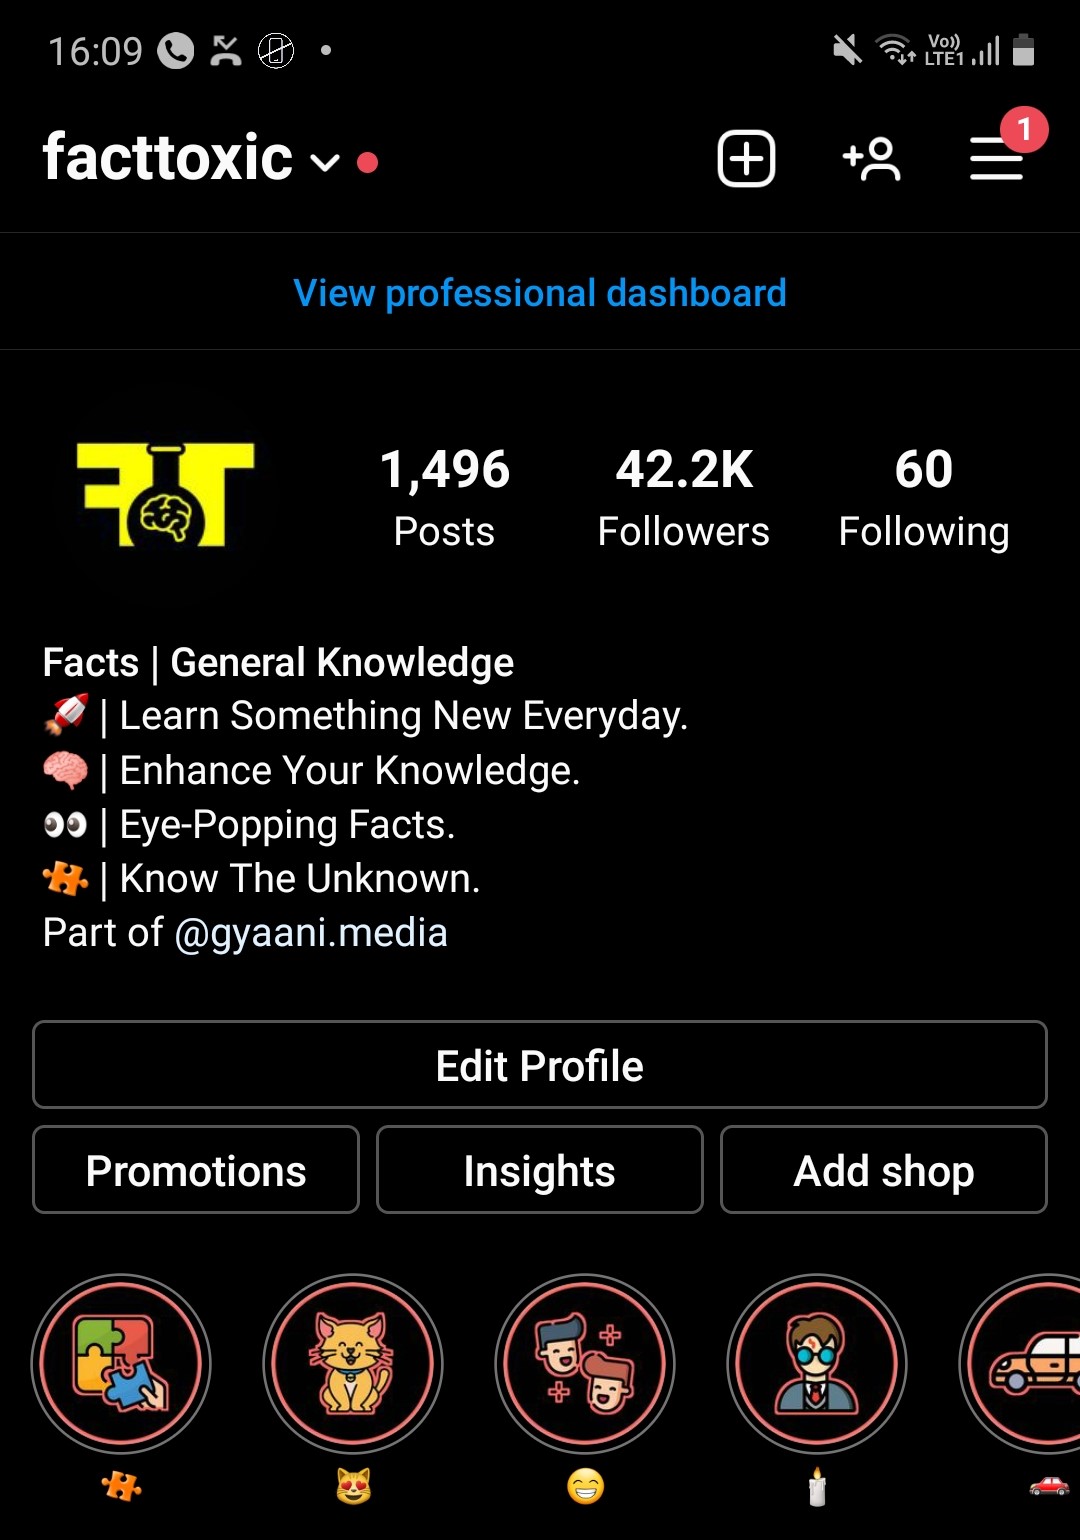 16:09
Vo))
LTE1
facttoxic
1
View professional dashboard
FT
1,496 42.2K 60
Posts Followers Following
Facts | General Knowledge
🚀 | Learn Something New Everyday.
🧠 | Enhance Your Knowledge.
👀 | Eye-Popping Facts.
🧩 | Know The Unknown.
Part of @gyaani.media
Edit Profile
Promotions Insights Add shop
🧩 😻 😁 🕯️ 🚗